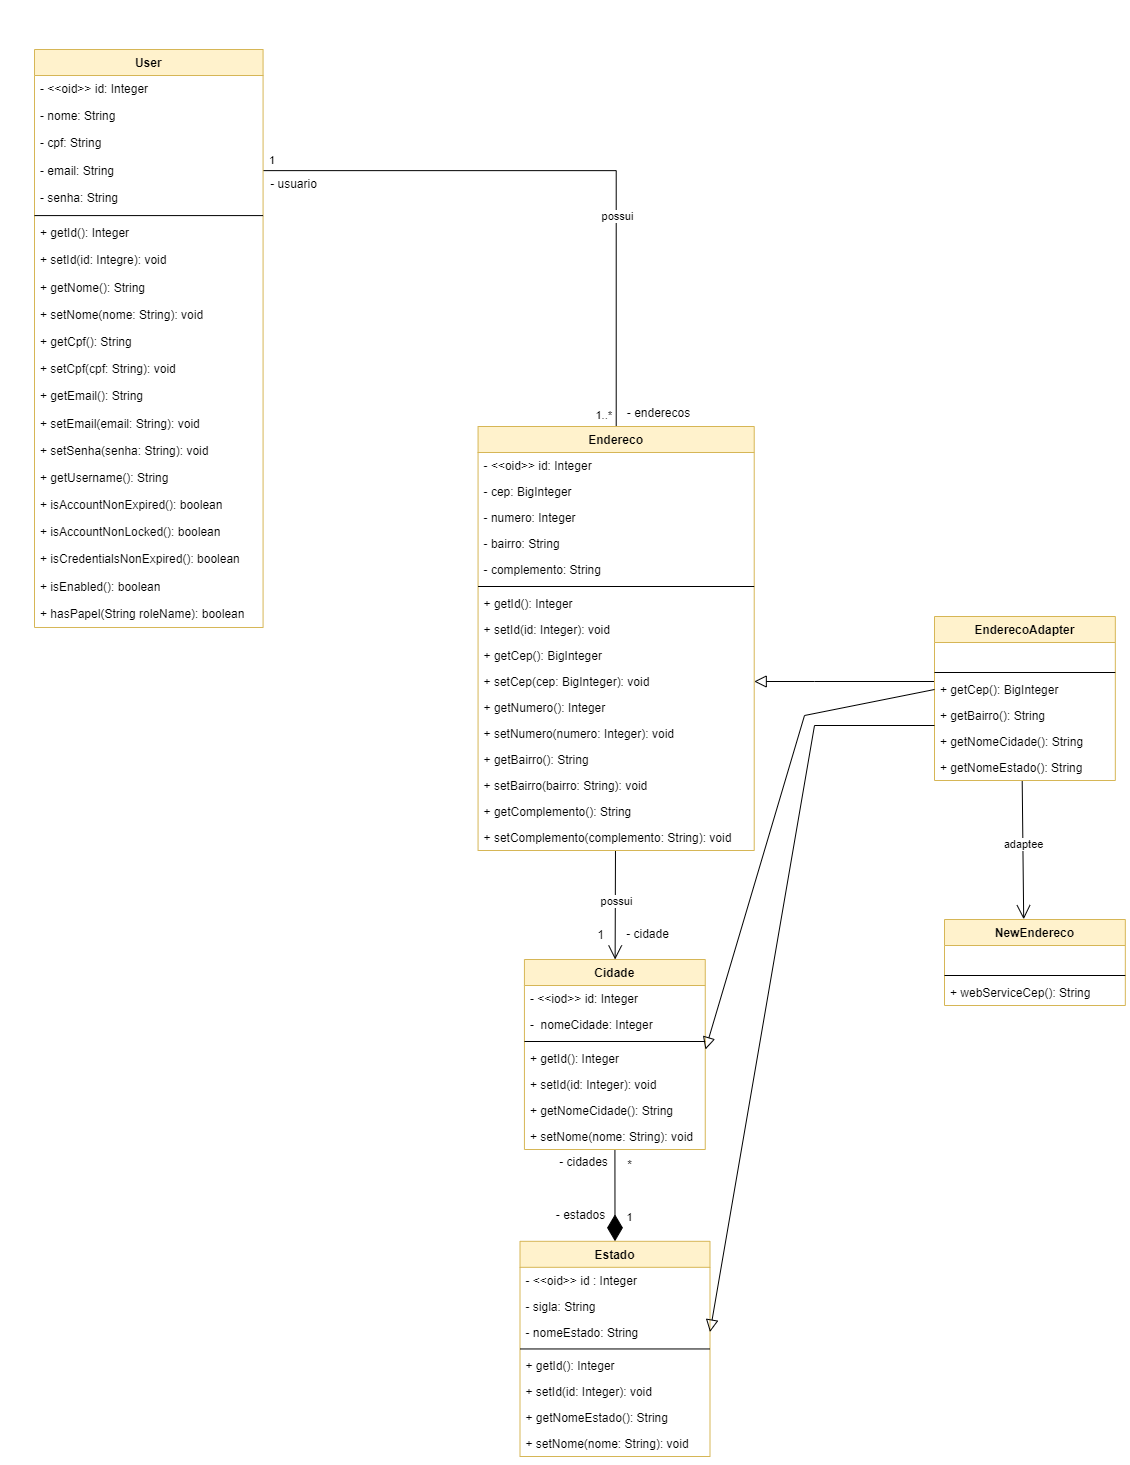 User
- <<oid>> id: Integer
- nome: String
- cpf: String
- email: String
- senha: String
+ getId(): Integer
+ setId(id: Integre): void
+ getNome(): String
+ setNome(nome: String): void
+ getCpf(): String
+ setCpf(cpf: String): void
+ getEmail(): String
+ setEmail(email: String): void
+ setSenha(senha: String): void
+ getUsername(): String
+ isAccountNonExpired(): boolean
+ isAccountNonLocked(): boolean
+ isCredentialsNonExpired(): boolean
+ isEnabled(): boolean
+ hasPapel(String roleName): boolean
1
- usuario
possui
1..*
- enderecos
Endereco
- <<oid>> id: Integer
- cep: BigInteger
- numero: Integer
- bairro: String
- complemento: String
+ getId(): Integer
+ setId(id: Integer): void
+ getCep(): BigInteger
+ setCep(cep: BigInteger): void
+ getNumero(): Integer
+ setNumero(numero: Integer): void
+ getBairro(): String
+ setBairro(bairro: String): void
+ getComplemento(): String
+ setComplemento(complemento: String): void
EnderecoAdapter
+ getCep(): BigInteger
+ getBairro(): String
+ getNomeCidade(): String
+ getNomeEstado(): String
adaptee
NewEndereco
+ webServiceCep(): String
possui
1
- cidade
Cidade
- <<iod>> id: Integer
- nomeCidade: Integer
+ getId(): Integer
+ setId(id: Integer): void
+ getNomeCidade(): String
+ setNome(nome: String): void
- cidades
*
- estados
1
Estado
- <<oid>> id : Integer
- sigla: String
- nomeEstado: String
+ getId(): Integer
+ setId(id: Integer): void
+ getNomeEstado(): String
+ setNome(nome: String): void